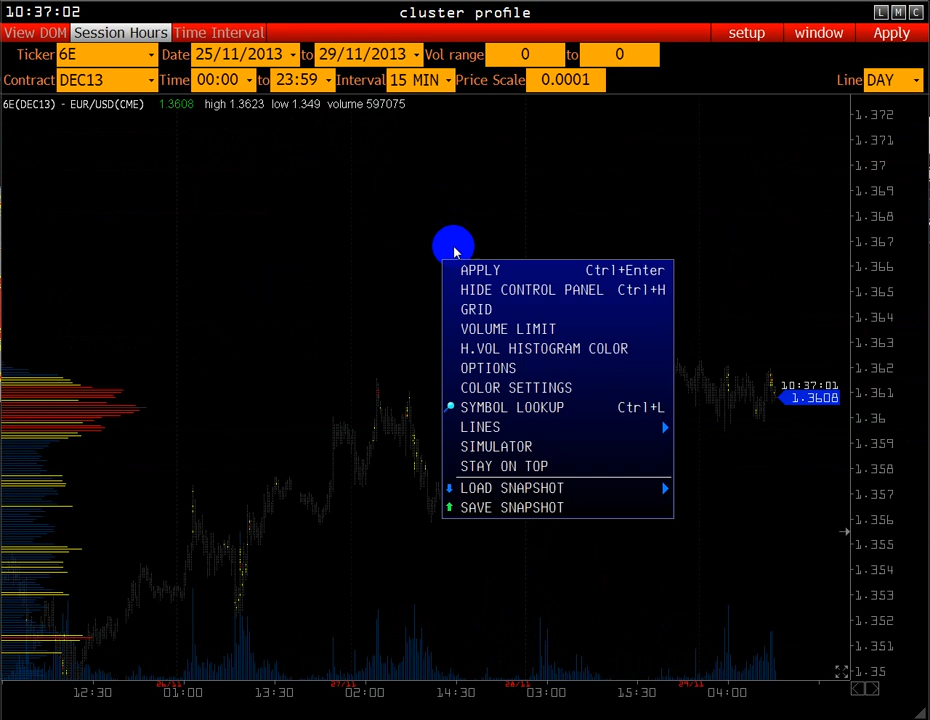 10:37:02 cluster profile L M C
View DOM Session Hours Time Interval setup window Apply
Ticker 6E Date 25/11/2013 to 29/11/2013 Vol range 0 to 0
Contract DEC13 Time 00:00 to 23:59 Interval 15 MIN Price Scale 0.0001 Line DAY
6E(DEC13) - EUR/USD(CME) 1.3608 high 1.3623 low 1.349 volume 597075
1.372
1.371
1.37
1.369
1.368
1.367
1.366
1.365
1.364
1.363
1.362
1.361
1.36
1.359
1.358
1.357
1.356
1.355
1.354
1.353
1.352
1.351
1.35
APPLY Ctrl+Enter
HIDE CONTROL PANEL Ctrl+H
GRID
VOLUME LIMIT
H.VOL HISTOGRAM COLOR
OPTIONS
COLOR SETTINGS
SYMBOL LOOKUP Ctrl+L
LINES
SIMULATOR
STAY ON TOP
LOAD SNAPSHOT
SAVE SNAPSHOT
10:37:01
1.3608
26/11 27/11 28/11 29/11
12:30 01:00 13:30 02:00 14:30 03:00 15:30 04:00